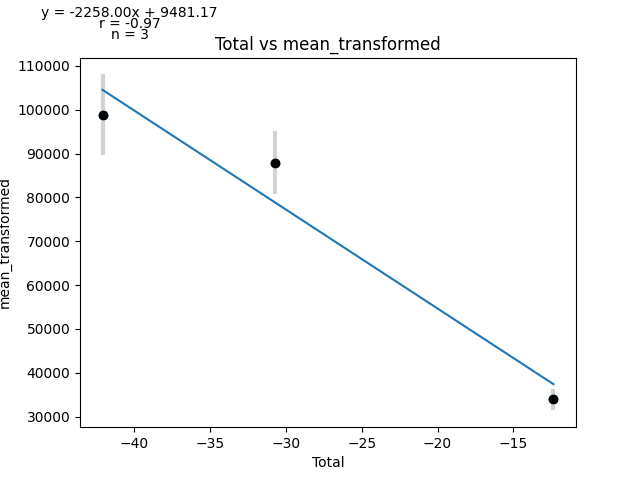 y = -2258.00x + 9481.17
r = -0.97
n = 3
Total vs mean_transformed
110000
100000
90000
80000
70000
60000
50000
40000
30000
mean_transformed
−40
−35
−30
−25
−20
−15
Total